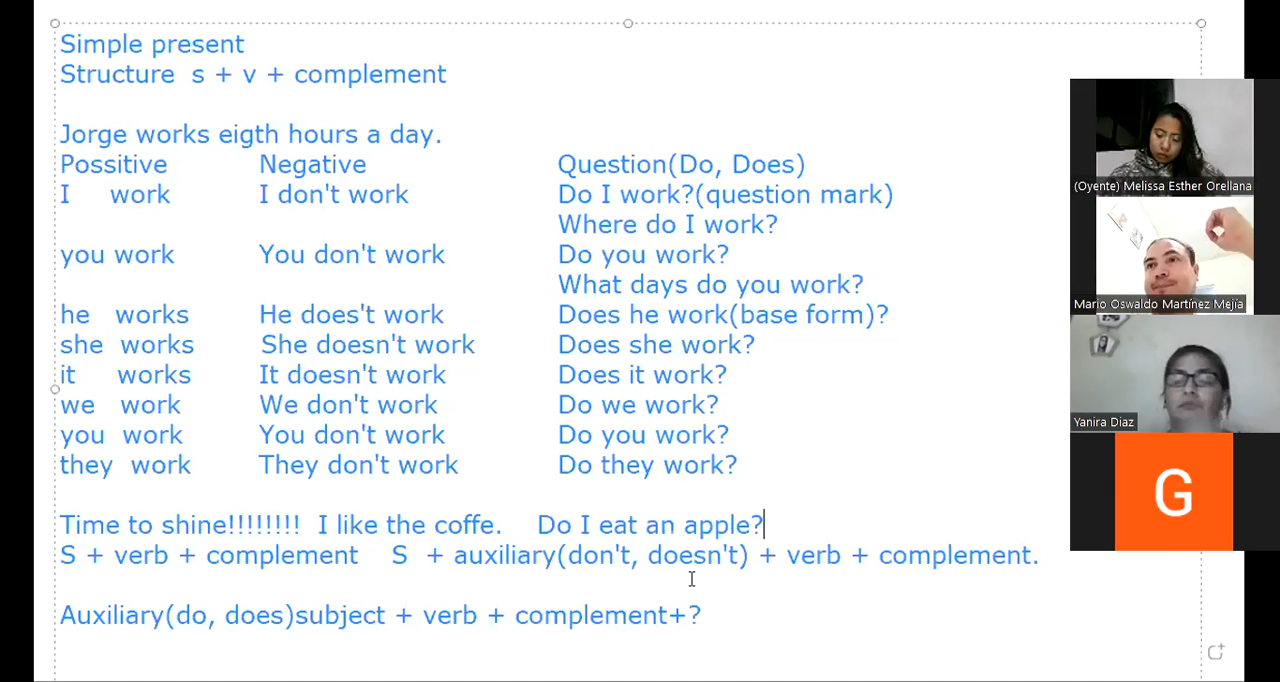 Simple present
Structure s + v + complement
Jorge works eigth hours a day.
Possitive Negative Question(Do, Does)
I work I don't work Do I work?(question mark)
Where do I work?
you work You don't work Do you work?
What days do you work?
he works He does't work Does he work(base form)?
she works She doesn't work Does she work?
it works It doesn't work Does it work?
we work We don't work Do we work?
you work You don't work Do you work?
they work They don't work Do they work?
Time to shine!!!!!!!! I like the coffe. Do I eat an apple?
S + verb + complement S + auxiliary(don't, doesn't) + verb + complement.
Auxiliary(do, does)subject + verb + complement+?
(Oyente) Melissa Esther Orellana
Mario Oswaldo Martínez Mejía
Yanira Diaz
G